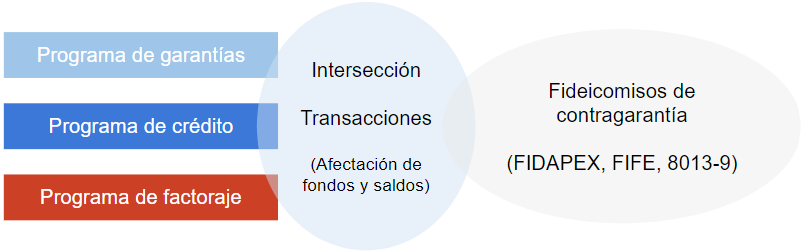 Programa de garantías
Programa de crédito
Programa de factoraje
Intersección
Transacciones
(Afectación de
fondos y saldos)
Fideicomisos de
contragarantía
(FIDAPEX, FIFE, 8013-9)